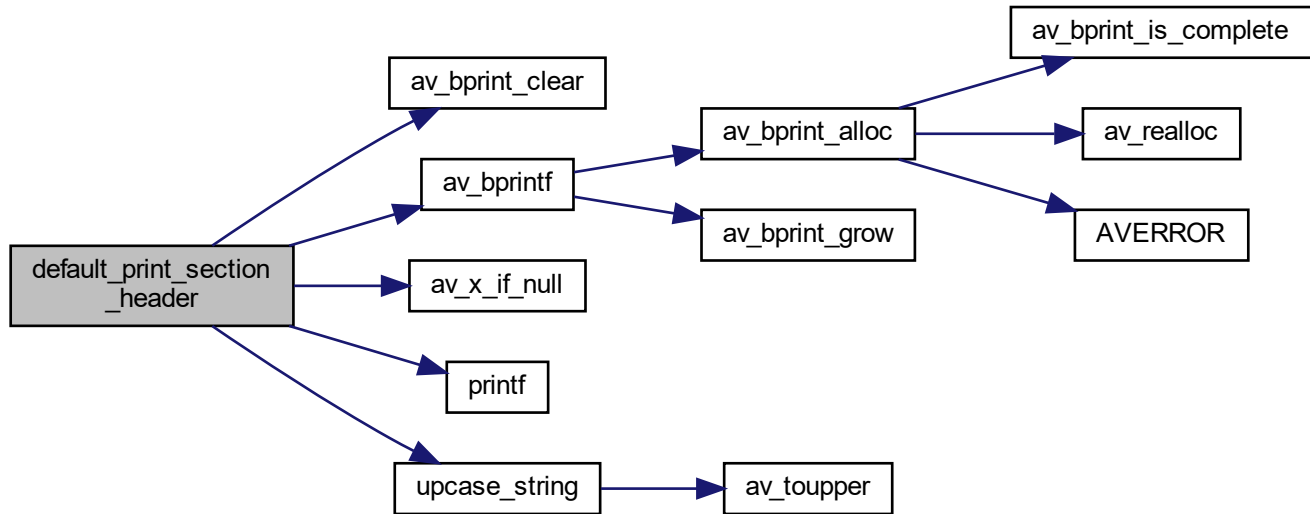 av_bprint_is_complete
av_bprint_clear
av_bprint_alloc
av_realloc
av_bprintf
av_bprint_grow
AVERROR
default_print_section
_header
av_x_if_null
printf
upcase_string
av_toupper